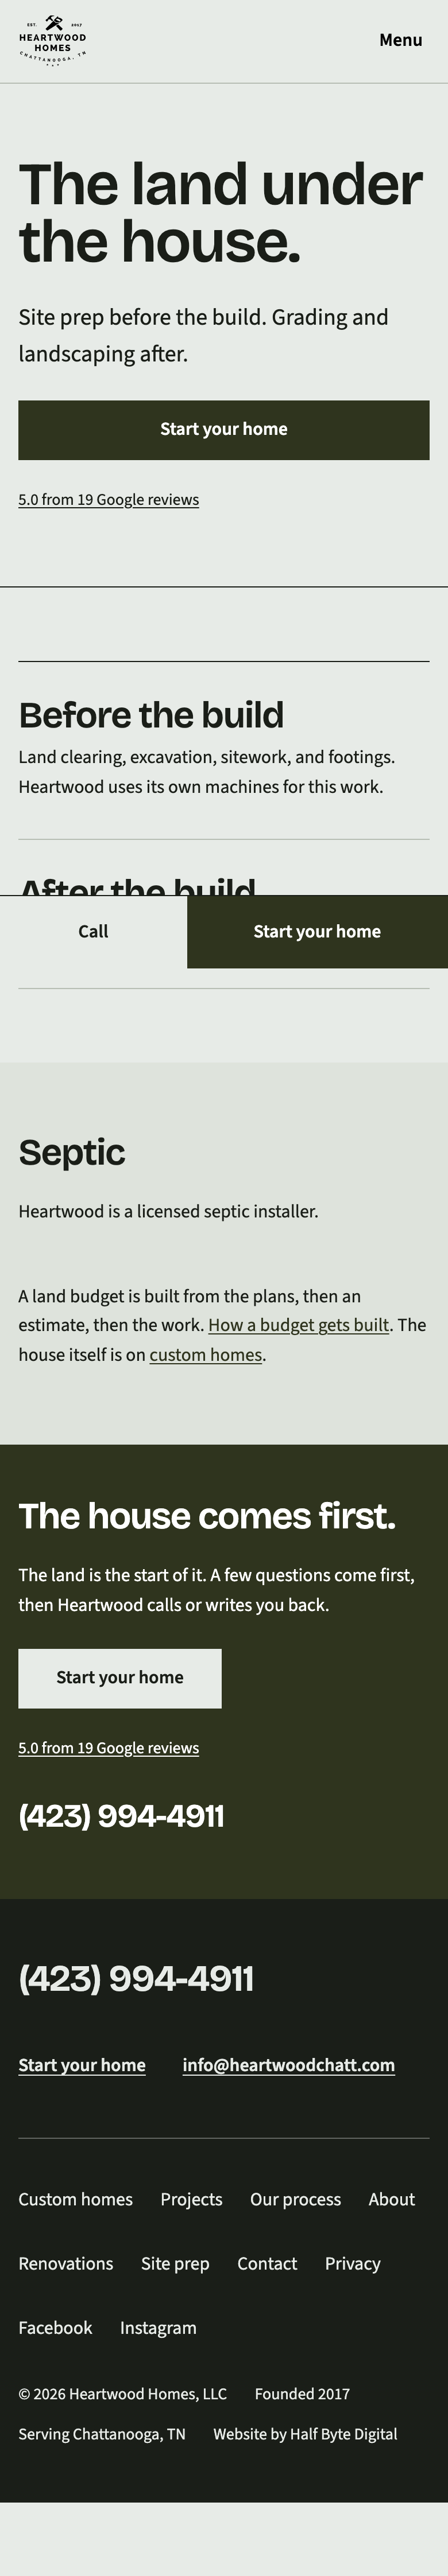 EST. 2017
HEARTWOOD
HOMES
CHATTANOOGA, TN
Menu
The land under
the house.
Site prep before the build. Grading and
landscaping after.
Start your home
5.0 from 19 Google reviews
Before the build
Land clearing, excavation, sitework, and footings.
Heartwood uses its own machines for this work.
After the build
Call
Start your home
Septic
Heartwood is a licensed septic installer.
A land budget is built from the plans, then an
estimate, then the work. How a budget gets built. The
house itself is on custom homes.
The house comes first.
The land is the start of it. A few questions come first,
then Heartwood calls or writes you back.
Start your home
5.0 from 19 Google reviews
(423) 994-4911
(423) 994-4911
Start your home info@heartwoodchatt.com
Custom homes Projects Our process About
Renovations Site prep Contact Privacy
Facebook Instagram
© 2026 Heartwood Homes, LLC Founded 2017
Serving Chattanooga, TN Website by Half Byte Digital